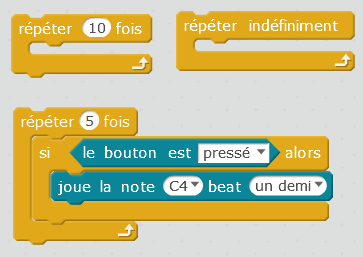 répéter 10 fois
répéter indéfiniment
répéter 5 fois
si le bouton est pressé alors
joue la note C4 beat un demi